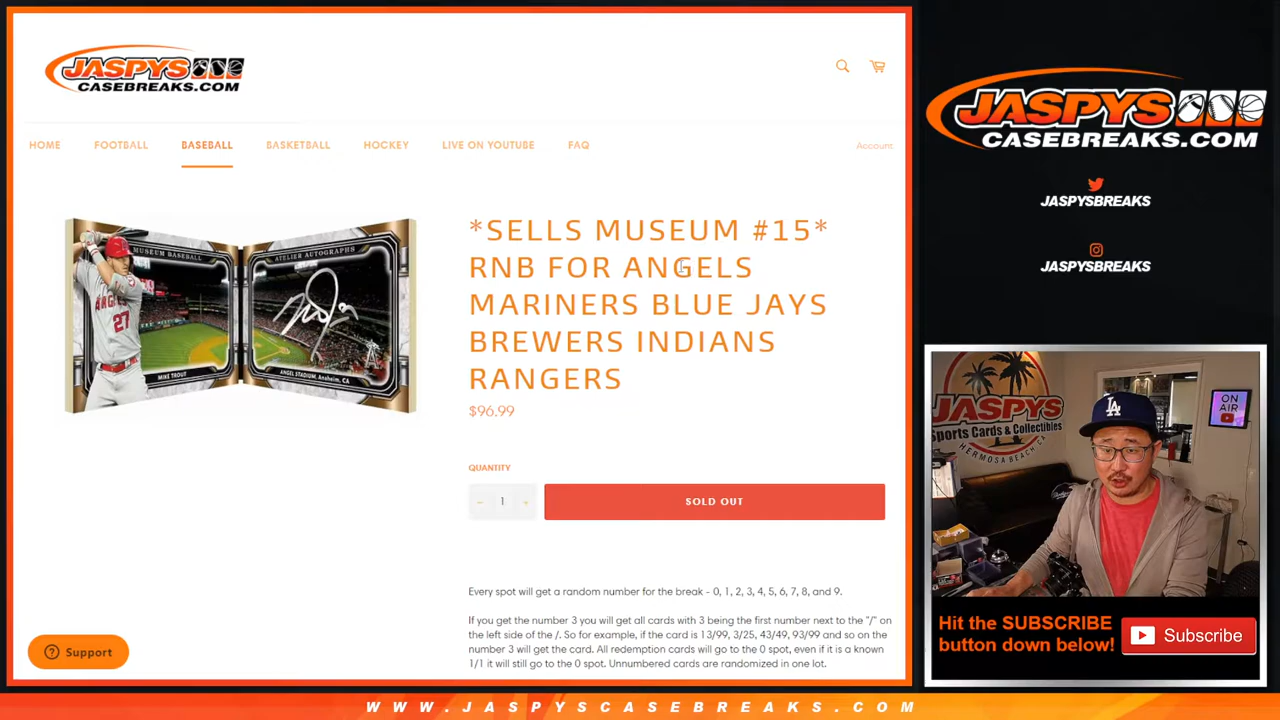 JASPYS
CASEBREAKS.COM
HOME
FOOTBALL
BASEBALL
BASKETBALL
HOCKEY
LIVE ON YOUTUBE
FAQ
Account
MUSEUM BASEBALL
ATELIER AUTOGRAPHS
ANGELS
27
MIKE TROUT
ANGEL STADIUM, Anaheim, CA
*SELLS MUSEUM #15*
RNB FOR ANGELS
MARINERS BLUE JAYS
BREWERS INDIANS
RANGERS
$96.99
QUANTITY
− 1 +
SOLD OUT
Every spot will get a random number for the break - 0, 1, 2, 3, 4, 5, 6, 7, 8, and 9.
If you get the number 3 you will get all cards with 3 being the first number next to the "/" on
the left side of the /. So for example, if the card is 13/99, 3/25, 43/49, 93/99 and so on the
number 3 will get the card. All redemption cards will go to the 0 spot, even if it is a known
1/1 it will still go to the 0 spot. Unnumbered cards are randomized in one lot.
Support
JASPYS
CASEBREAKS.COM
JASPYSBREAKS
JASPYSBREAKS
JASPYS
Sports Cards & Collectibles
HERMOSA BEACH CA
ON
AIR
LA
Hit the SUBSCRIBE
button down below!
Subscribe
WWW.JASPYSCASEBREAKS.COM